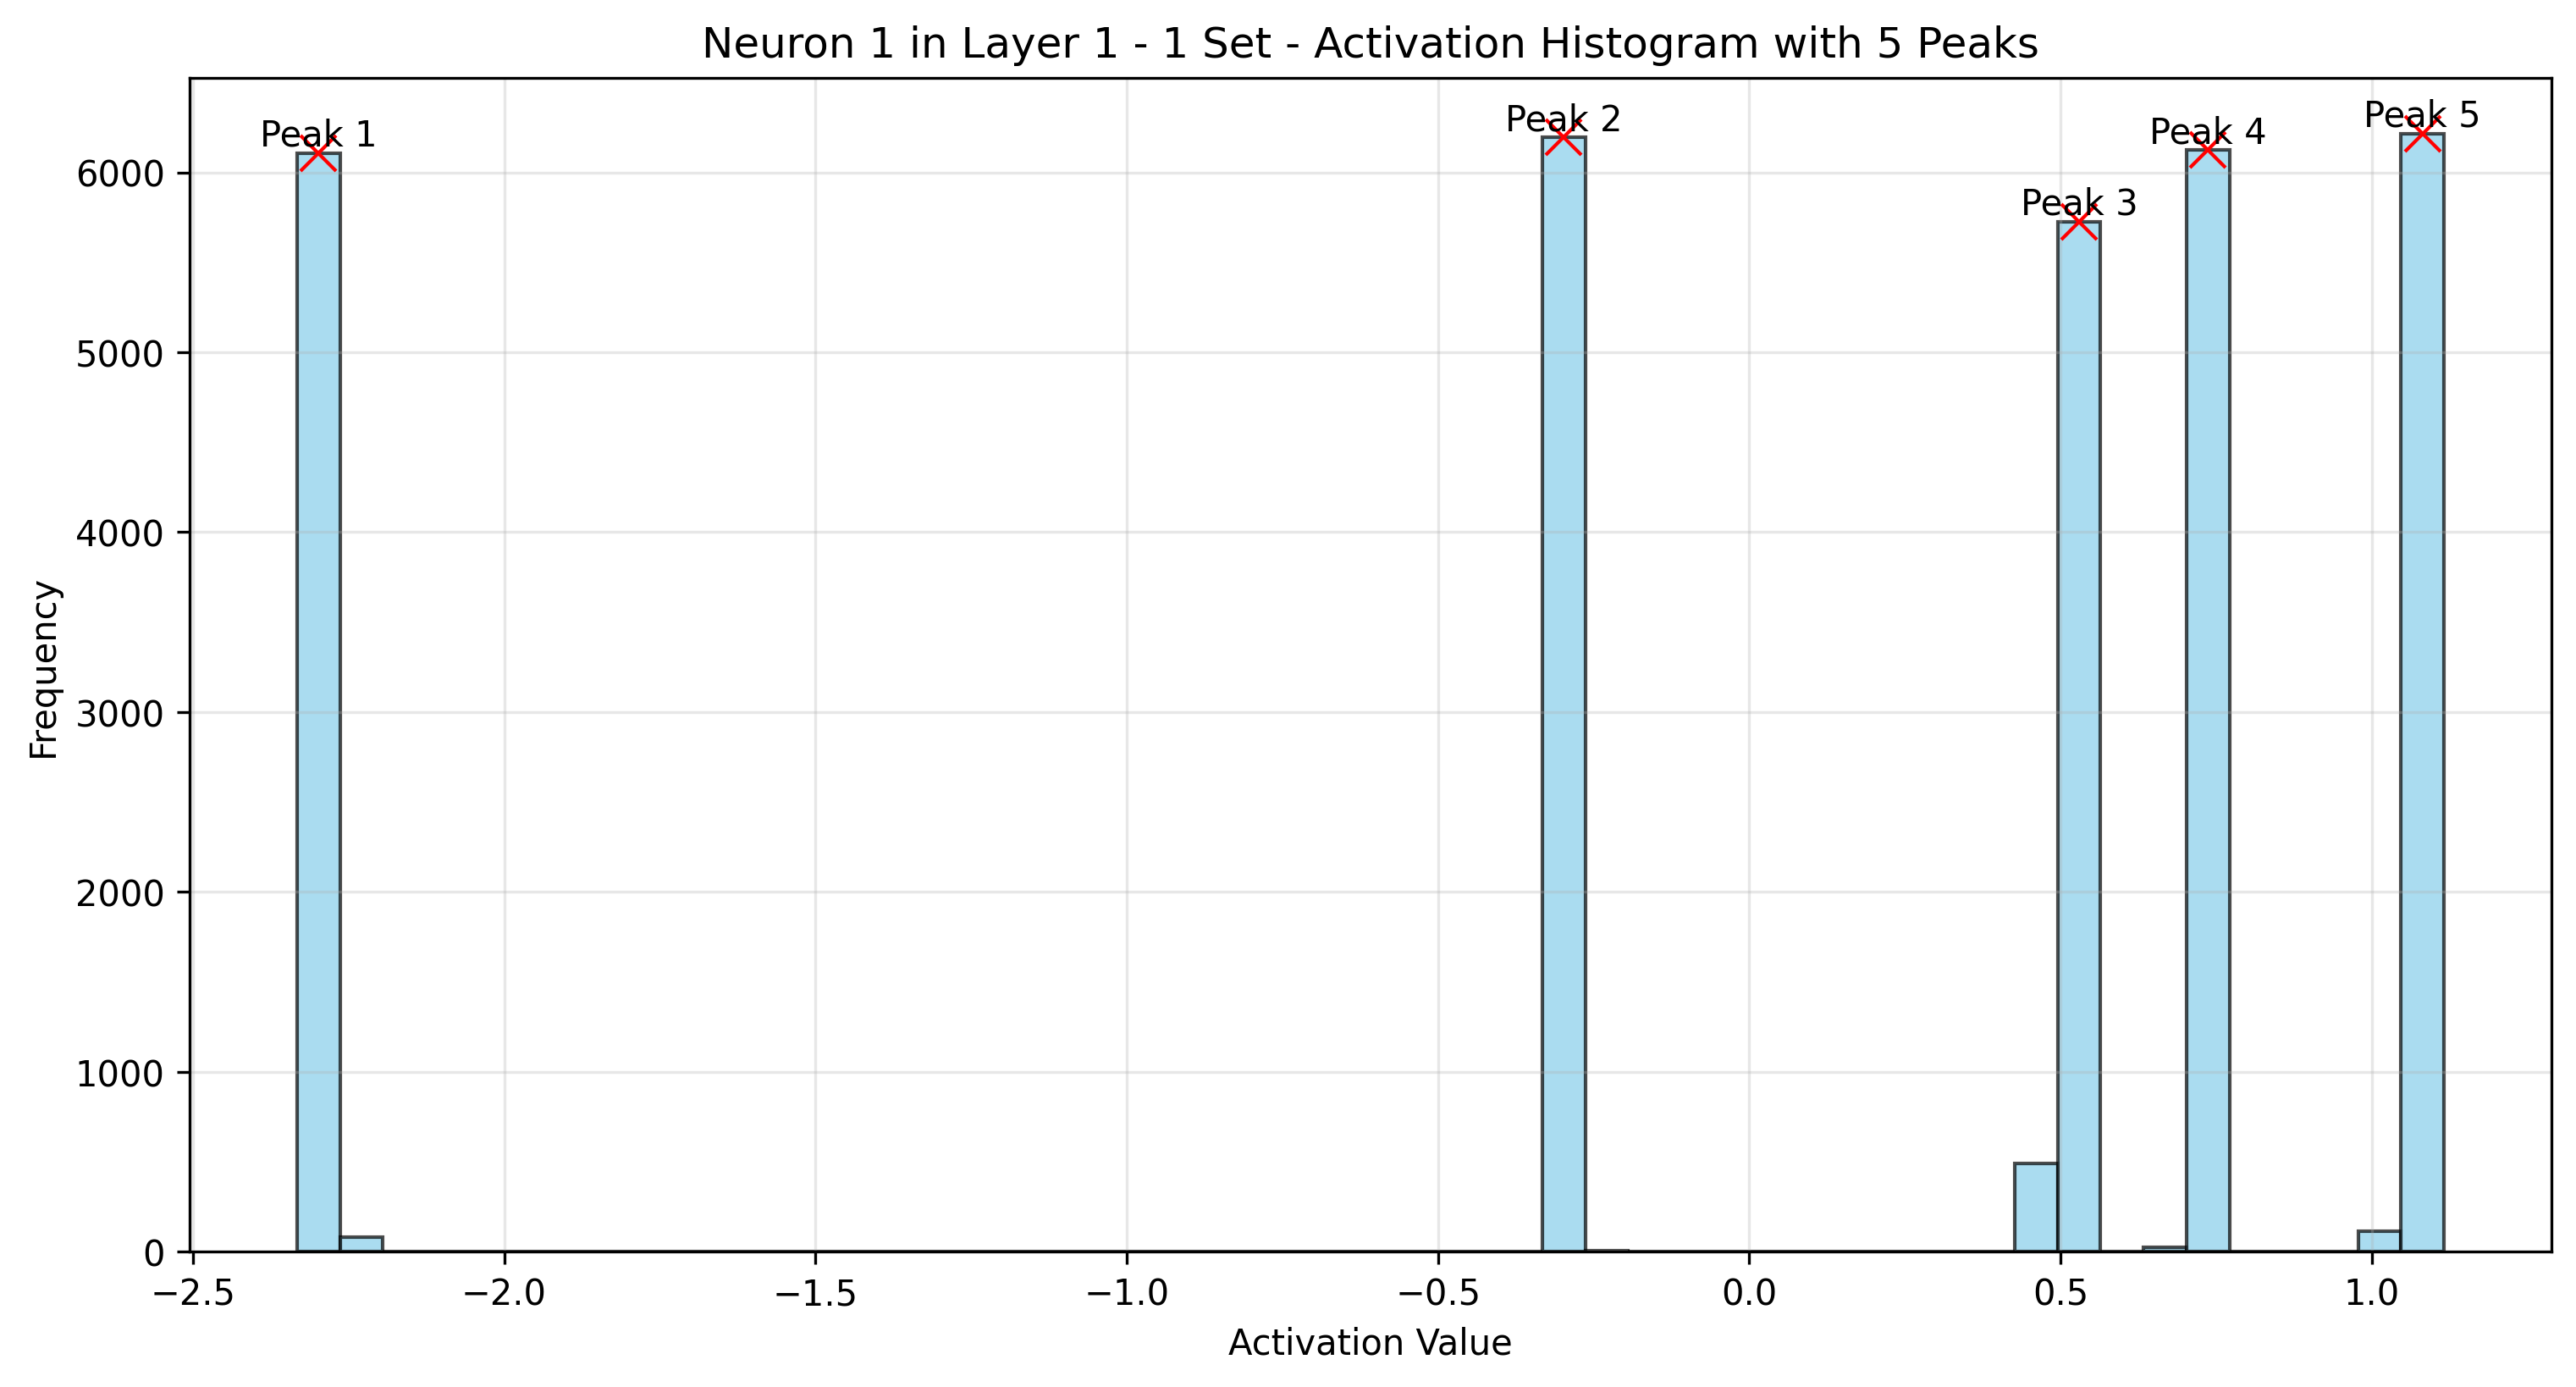 Neuron 1 in Layer 1 - 1 Set - Activation Histogram with 5 Peaks
Peak 1
Peak 2
Peak 3
Peak 4
Peak 5
Frequency
6000
5000
4000
3000
2000
1000
0
−2.5 −2.0 −1.5 −1.0 −0.5 0.0 0.5 1.0
Activation Value